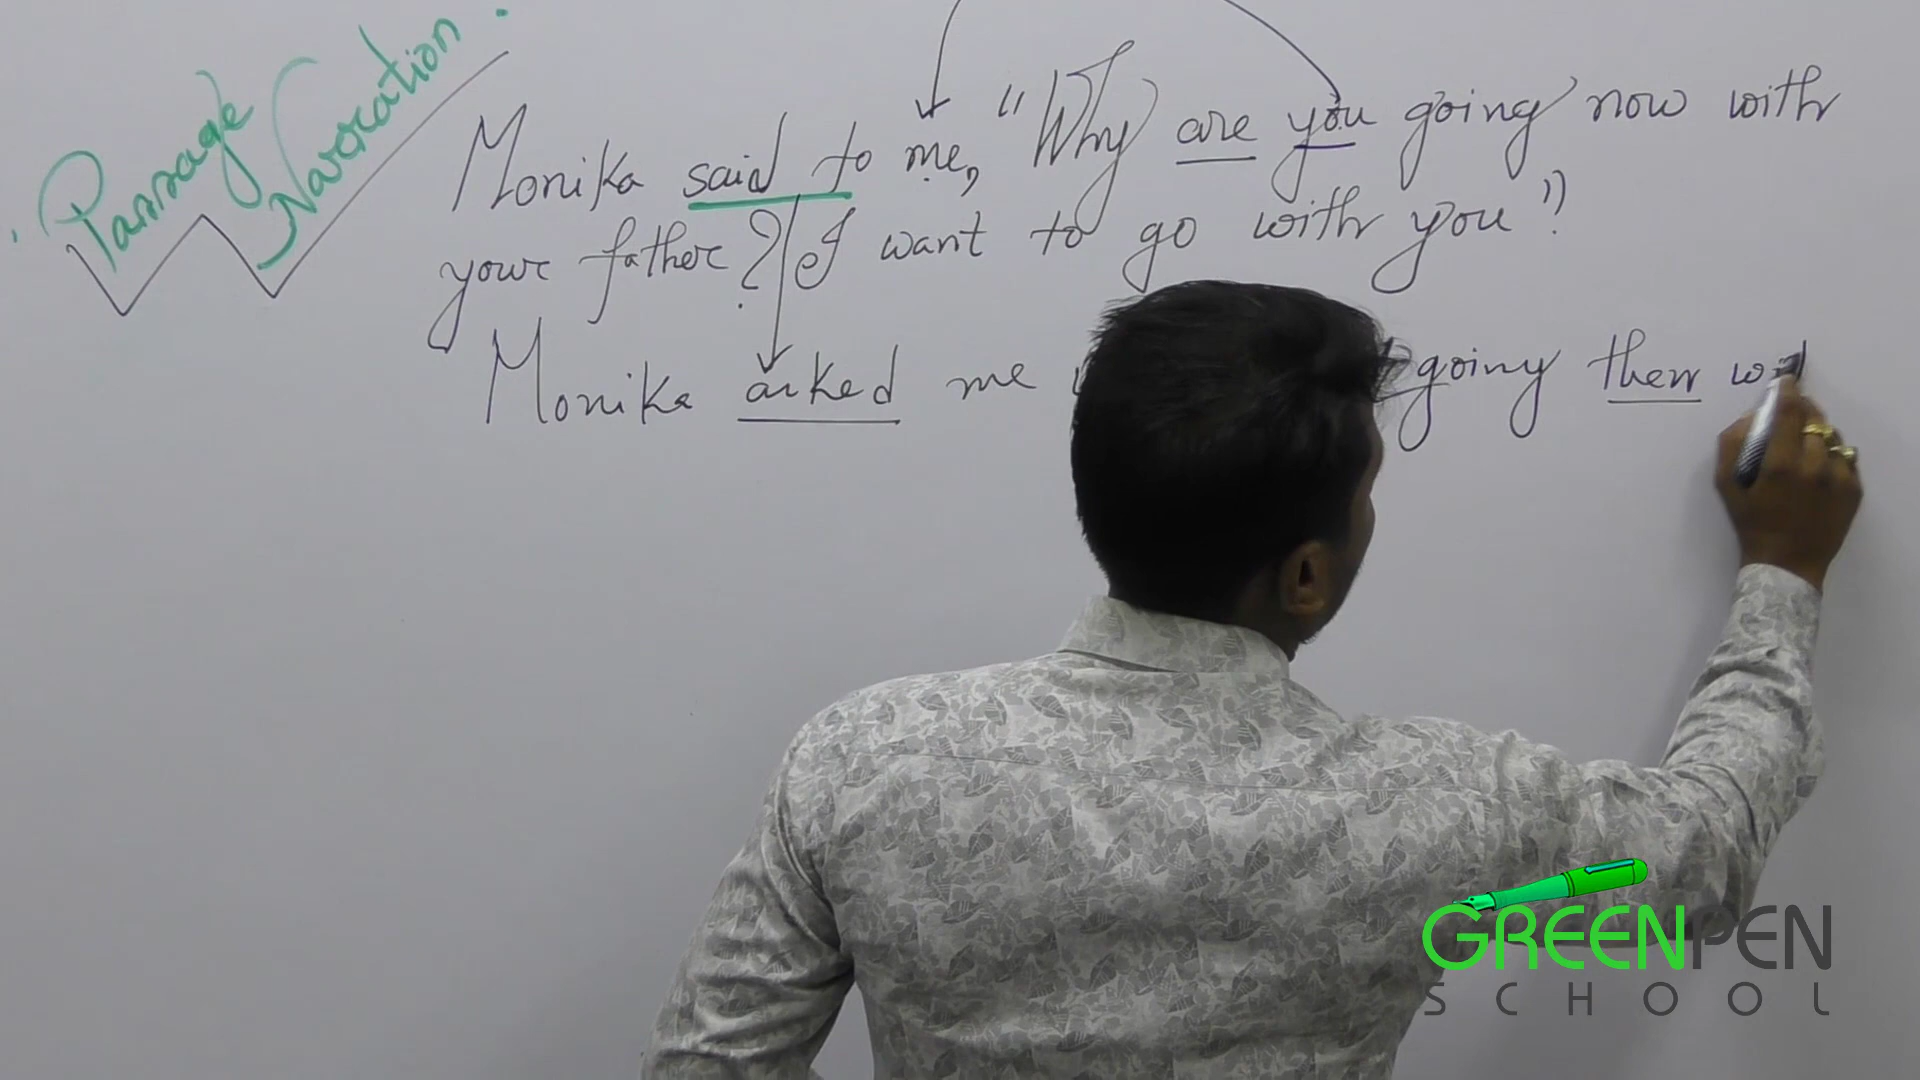 Passage
Narration
Monika said to me, "Why are you going now with
your father? I want to go with you"?
Monika asked me going then wit
GREENPEN
SCHOOL